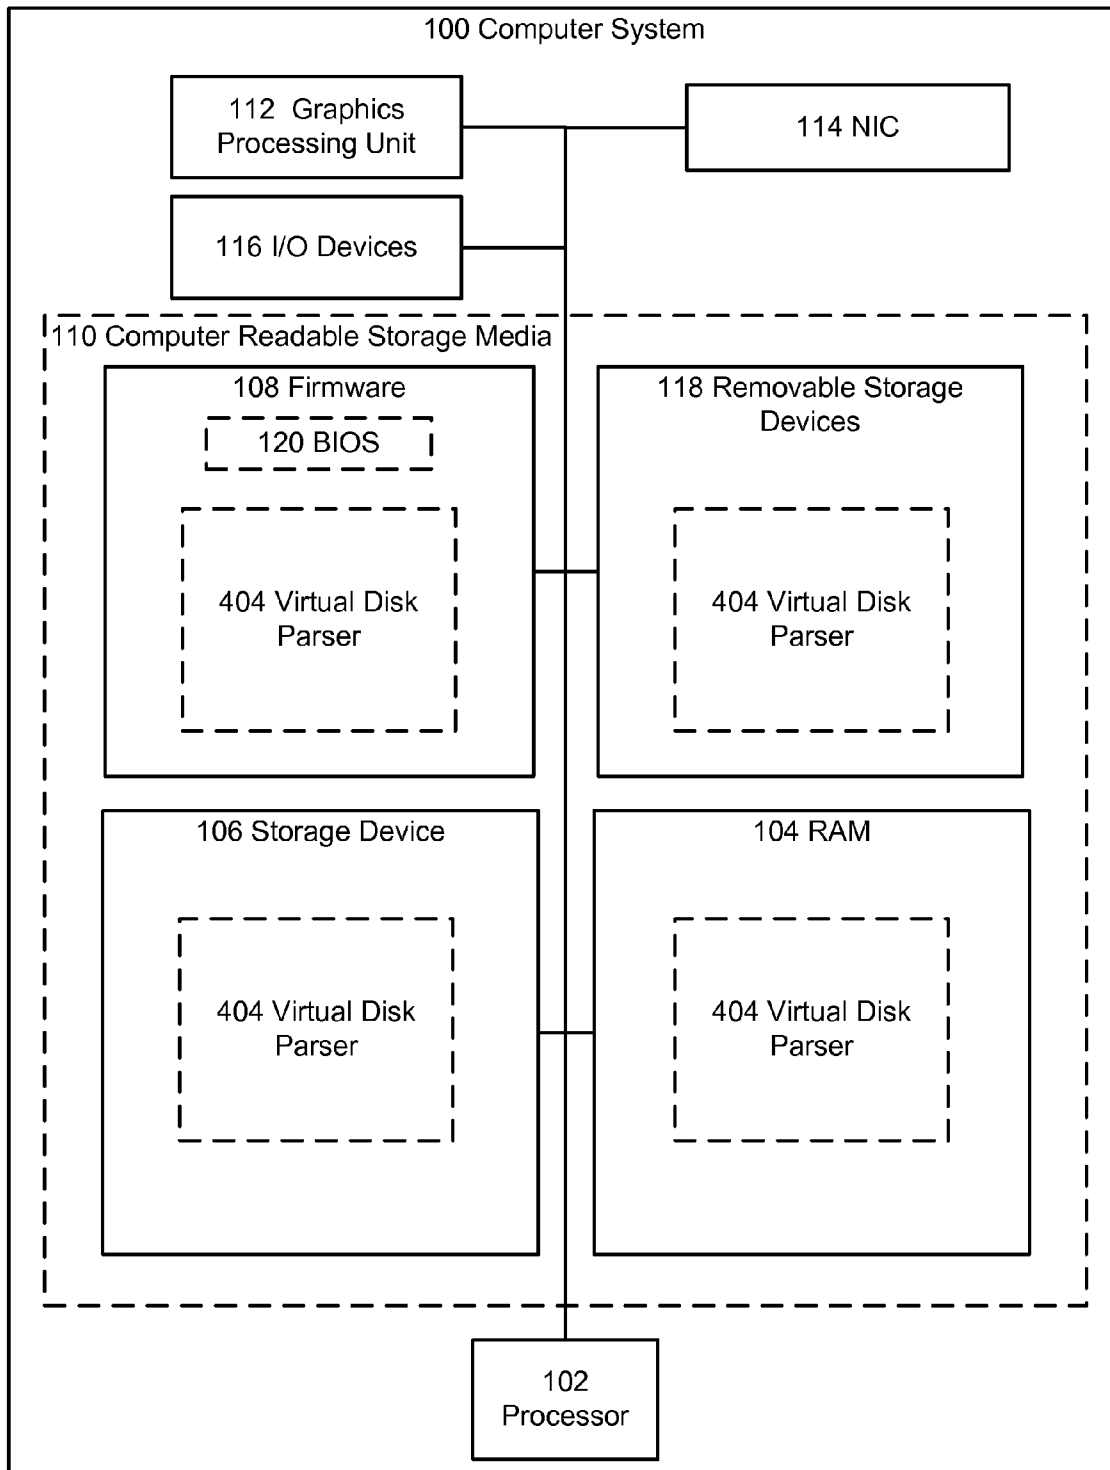 100 Computer System
112 Graphics
Processing Unit
114 NIC
116 I/O Devices
110 Computer Readable Storage Media
108 Firmware
120 BIOS
404 Virtual Disk
Parser
118 Removable Storage
Devices
404 Virtual Disk
Parser
106 Storage Device
404 Virtual Disk
Parser
104 RAM
404 Virtual Disk
Parser
102
Processor